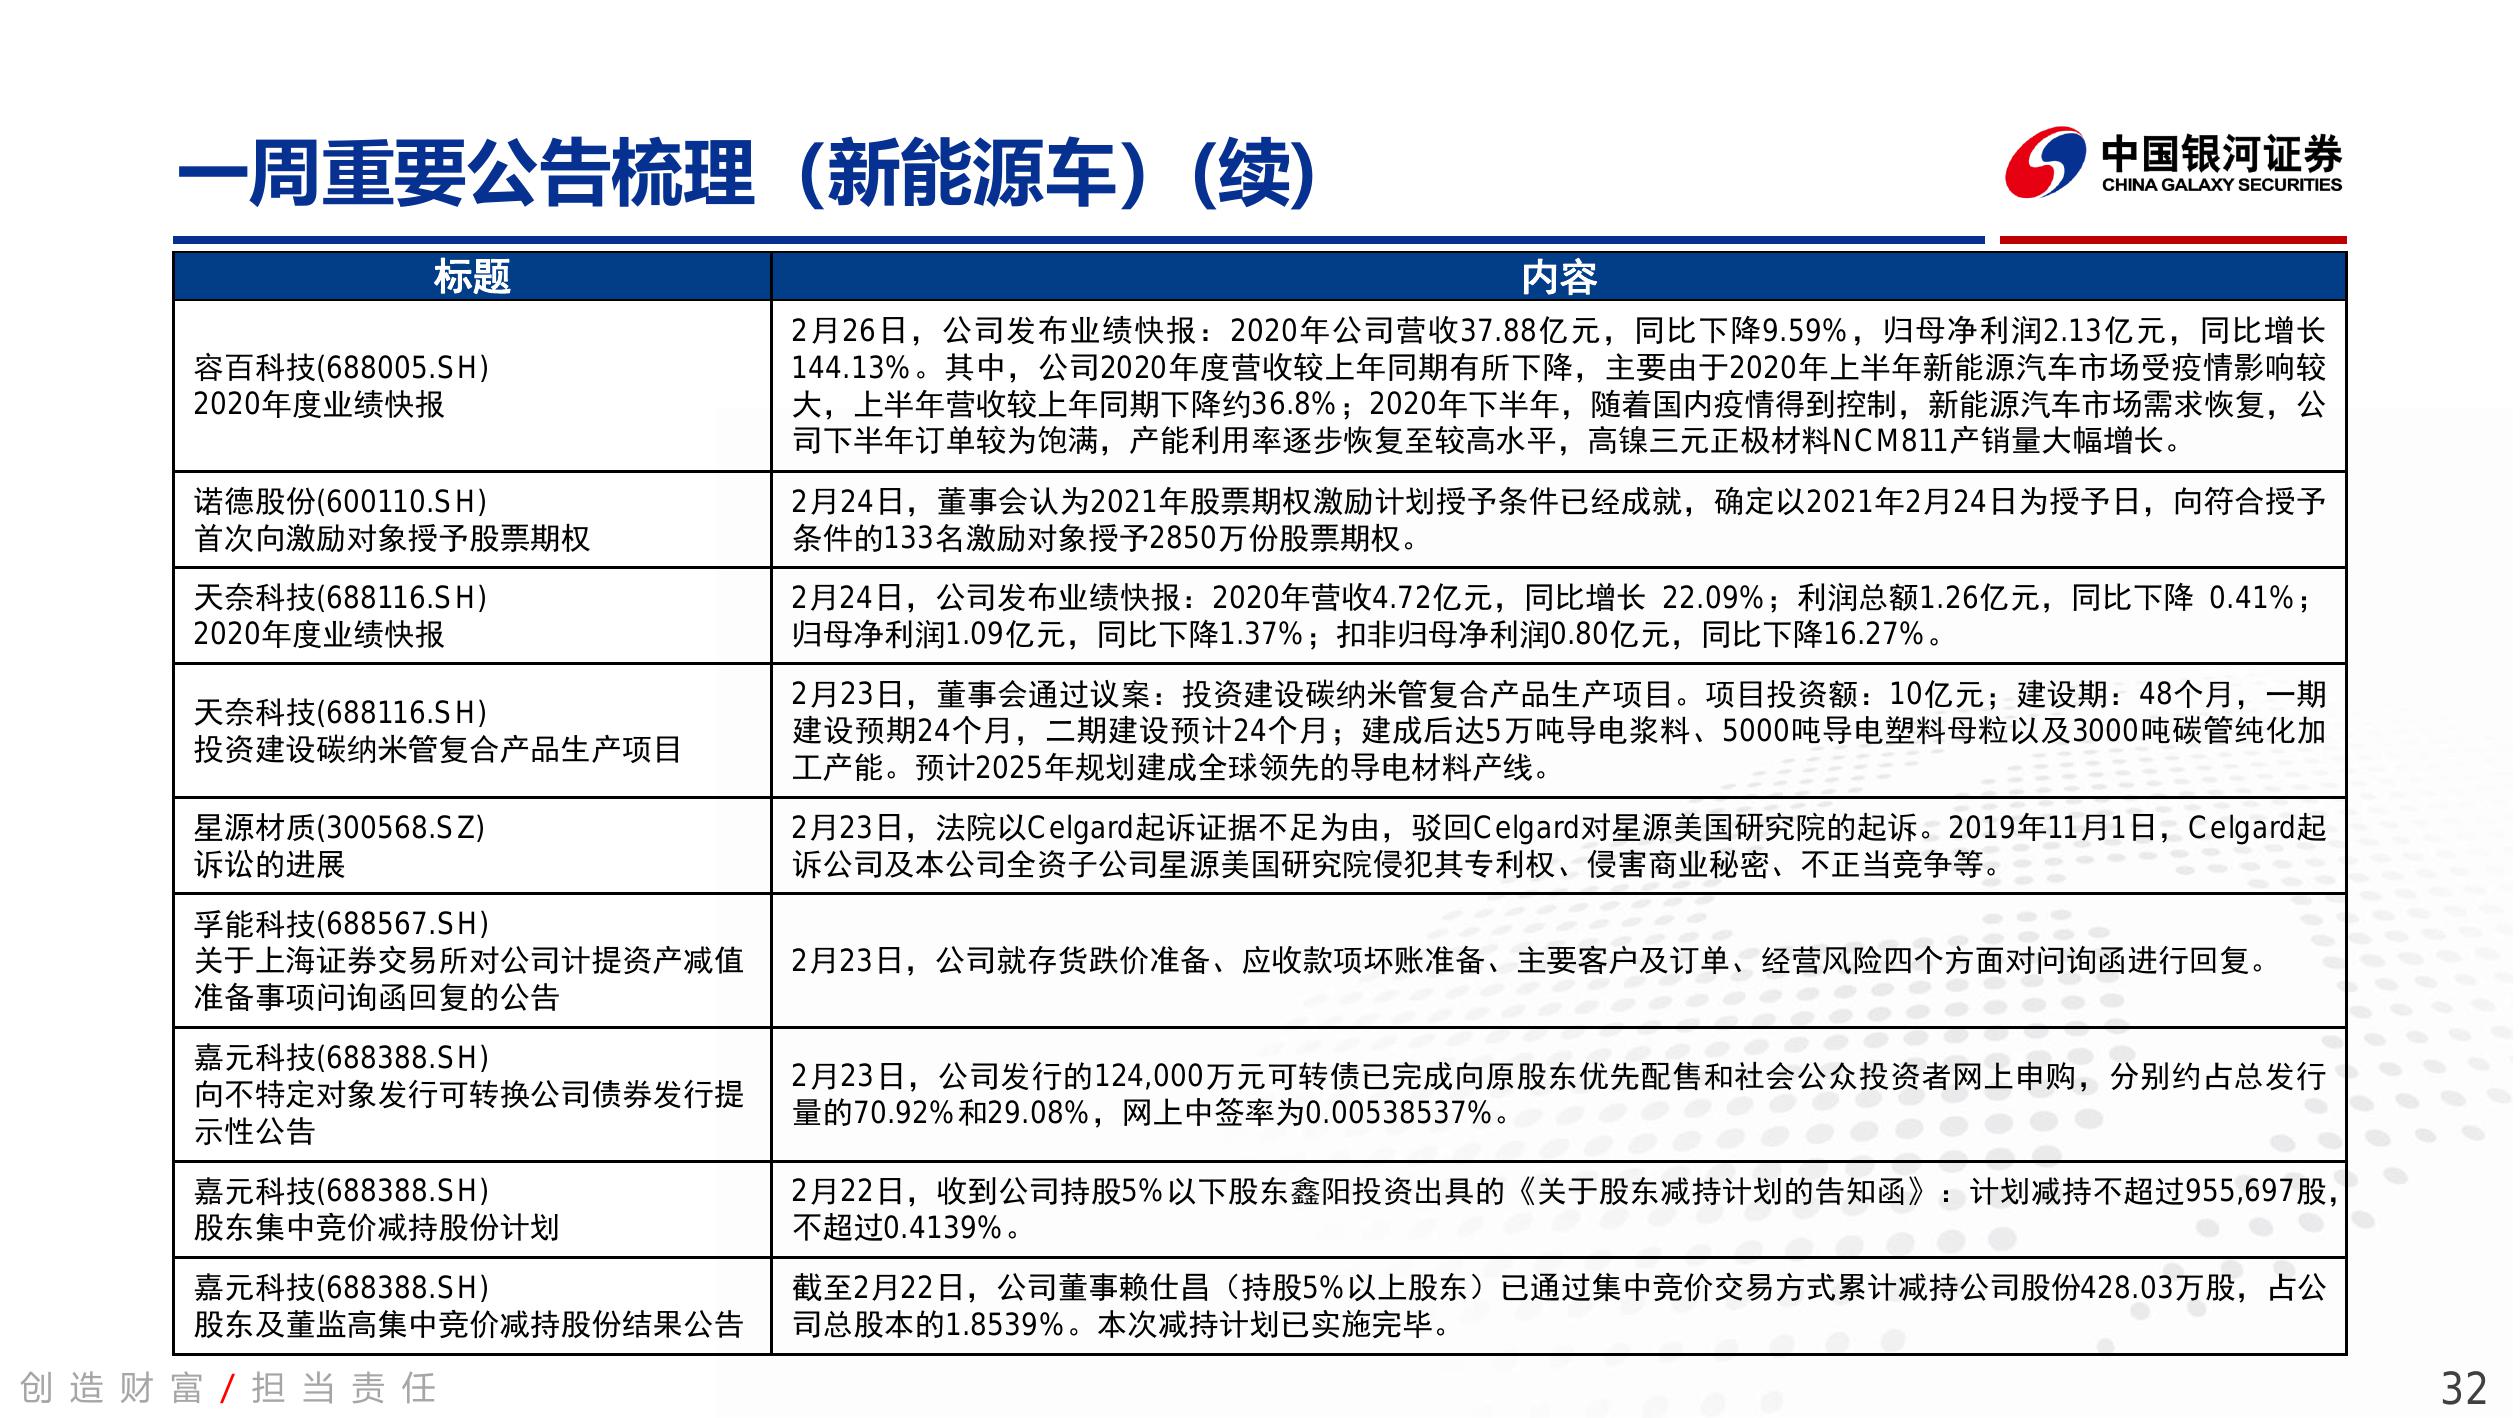 一周重要公告梳理（新能源车）(续)
中国银河证券
CHINA GALAXY SECURITIES
标题
内容
容百科技(688005.SH)
2020年度业绩快报
2月26日，公司发布业绩快报：2020年公司营收37.88亿元，同比下降9.59%，归母净利润2.13亿元，同比增长
144.13%。其中，公司2020年度营收较上年同期有所下降，主要由于2020年上半年新能源汽车市场受疫情影响较
大，上半年营收较上年同期下降约36.8%；2020年下半年，随着国内疫情得到控制，新能源汽车市场需求恢复，公
司下半年订单较为饱满，产能利用率逐步恢复至较高水平，高镍三元正极材料NCM811产销量大幅增长。
诺德股份(600110.SH)
首次向激励对象授予股票期权
2月24日，董事会认为2021年股票期权激励计划授予条件已经成就，确定以2021年2月24日为授予日，向符合授予
条件的133名激励对象授予2850万份股票期权。
天奈科技(688116.SH)
2020年度业绩快报
2月24日，公司发布业绩快报：2020年营收4.72亿元，同比增长 22.09%；利润总额1.26亿元，同比下降 0.41%；
归母净利润1.09亿元，同比下降1.37%；扣非归母净利润0.80亿元，同比下降16.27%。
天奈科技(688116.SH)
投资建设碳纳米管复合产品生产项目
2月23日，董事会通过议案：投资建设碳纳米管复合产品生产项目。项目投资额：10亿元；建设期：48个月，一期
建设预期24个月，二期建设预计24个月；建成后达5万吨导电浆料、5000吨导电塑料母粒以及3000吨碳管纯化加
工产能。预计2025年规划建成全球领先的导电材料产线。
星源材质(300568.SZ)
诉讼的进展
2月23日，法院以Celgard起诉证据不足为由，驳回Celgard对星源美国研究院的起诉。2019年11月1日，Celgard起
诉公司及本公司全资子公司星源美国研究院侵犯其专利权、侵害商业秘密、不正当竞争等。
孚能科技(688567.SH)
关于上海证券交易所对公司计提资产减值
准备事项问询函回复的公告
2月23日，公司就存货跌价准备、应收款项坏账准备、主要客户及订单、经营风险四个方面对问询函进行回复。
嘉元科技(688388.SH)
向不特定对象发行可转换公司债券发行提
示性公告
2月23日，公司发行的124,000万元可转债已完成向原股东优先配售和社会公众投资者网上申购，分别约占总发行
量的70.92%和29.08%，网上中签率为0.00538537%。
嘉元科技(688388.SH)
股东集中竞价减持股份计划
2月22日，收到公司持股5%以下股东鑫阳投资出具的《关于股东减持计划的告知函》：计划减持不超过955,697股，
不超过0.4139%。
嘉元科技(688388.SH)
股东及董监高集中竞价减持股份结果公告
截至2月22日，公司董事赖仕昌（持股5%以上股东）已通过集中竞价交易方式累计减持公司股份428.03万股，占公
司总股本的1.8539%。本次减持计划已实施完毕。
创造财富/担当责任
32